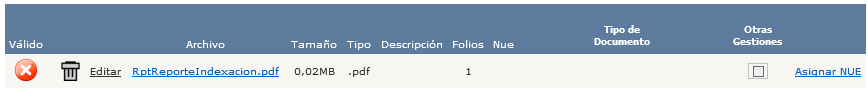 Válido Archivo Tamaño Tipo Descripción Folios Nue Tipo de Documento Otras Gestiones
Editar RptReporteIndexacion.pdf 0,02MB .pdf 1 Asignar NUE